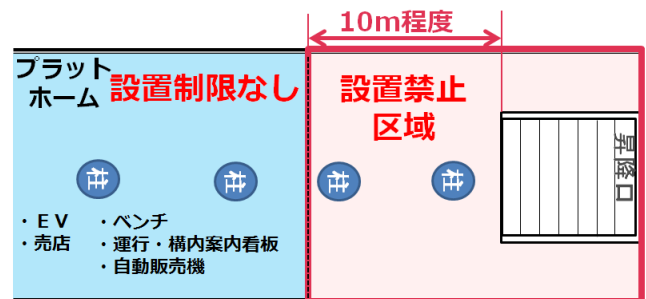 10m程度
プラット
ホーム
設置制限なし
設置禁止
区域
昇降口
柱
柱
柱
柱
・EV
・売店
・ベンチ
・運行・構内案内看板
・自動販売機